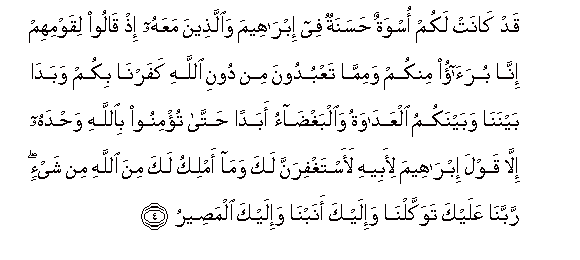 قَدْ كَانَتْ لَكُمْ أُسْوَةٌ حَسَنَةٌ فِىٓ إِبْرَٰهِيمَ وَٱلَّذِينَ مَعَهُۥٓ إِذْ قَالُوا۟ لِقَوْمِهِمْ
إِنَّا بُرَءَٰٓؤُا۟ مِنكُمْ وَمِمَّا تَعْبُدُونَ مِن دُونِ ٱللَّهِ كَفَرْنَا بِكُمْ وَبَدَا
بَيْنَنَا وَبَيْنَكُمُ ٱلْعَدَٰوَةُ وَٱلْبَغْضَآءُ أَبَدًا حَتَّىٰ تُؤْمِنُوا۟ بِٱللَّهِ وَحْدَهُۥٓ
إِلَّا قَوْلَ إِبْرَٰهِيمَ لِأَبِيهِ لَأَسْتَغْفِرَنَّ لَكَ وَمَآ أَمْلِكُ لَكَ مِنَ ٱللَّهِ مِن شَىْءٍ ۖ
رَّبَّنَا عَلَيْكَ تَوَكَّلْنَا وَإِلَيْكَ أَنَبْنَا وَإِلَيْكَ ٱلْمَصِيرُ ٤